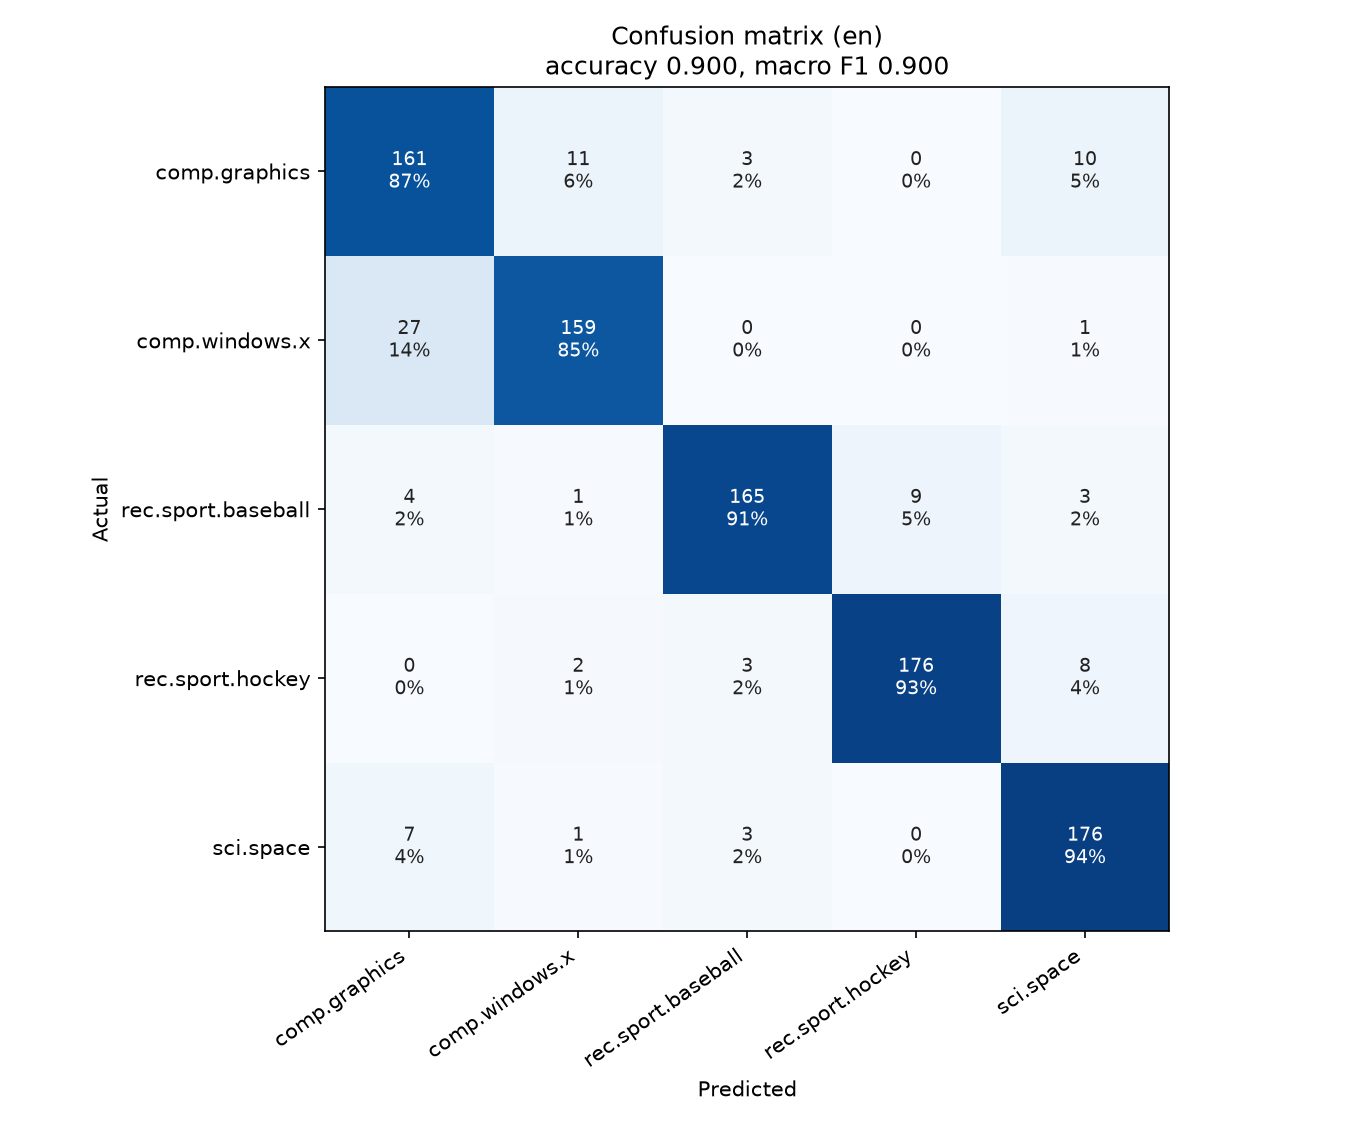 Confusion matrix (en)
accuracy 0.900, macro F1 0.900
Actual
comp.graphics
161 11 3 0 10
87% 6% 2% 0% 5%
comp.windows.x
27 159 0 0 1
14% 85% 0% 0% 1%
rec.sport.baseball
4 1 165 9 3
2% 1% 91% 5% 2%
rec.sport.hockey
0 2 3 176 8
0% 1% 2% 93% 4%
sci.space
7 1 3 0 176
4% 1% 2% 0% 94%
comp.graphics
comp.windows.x
rec.sport.baseball
rec.sport.hockey
sci.space
Predicted